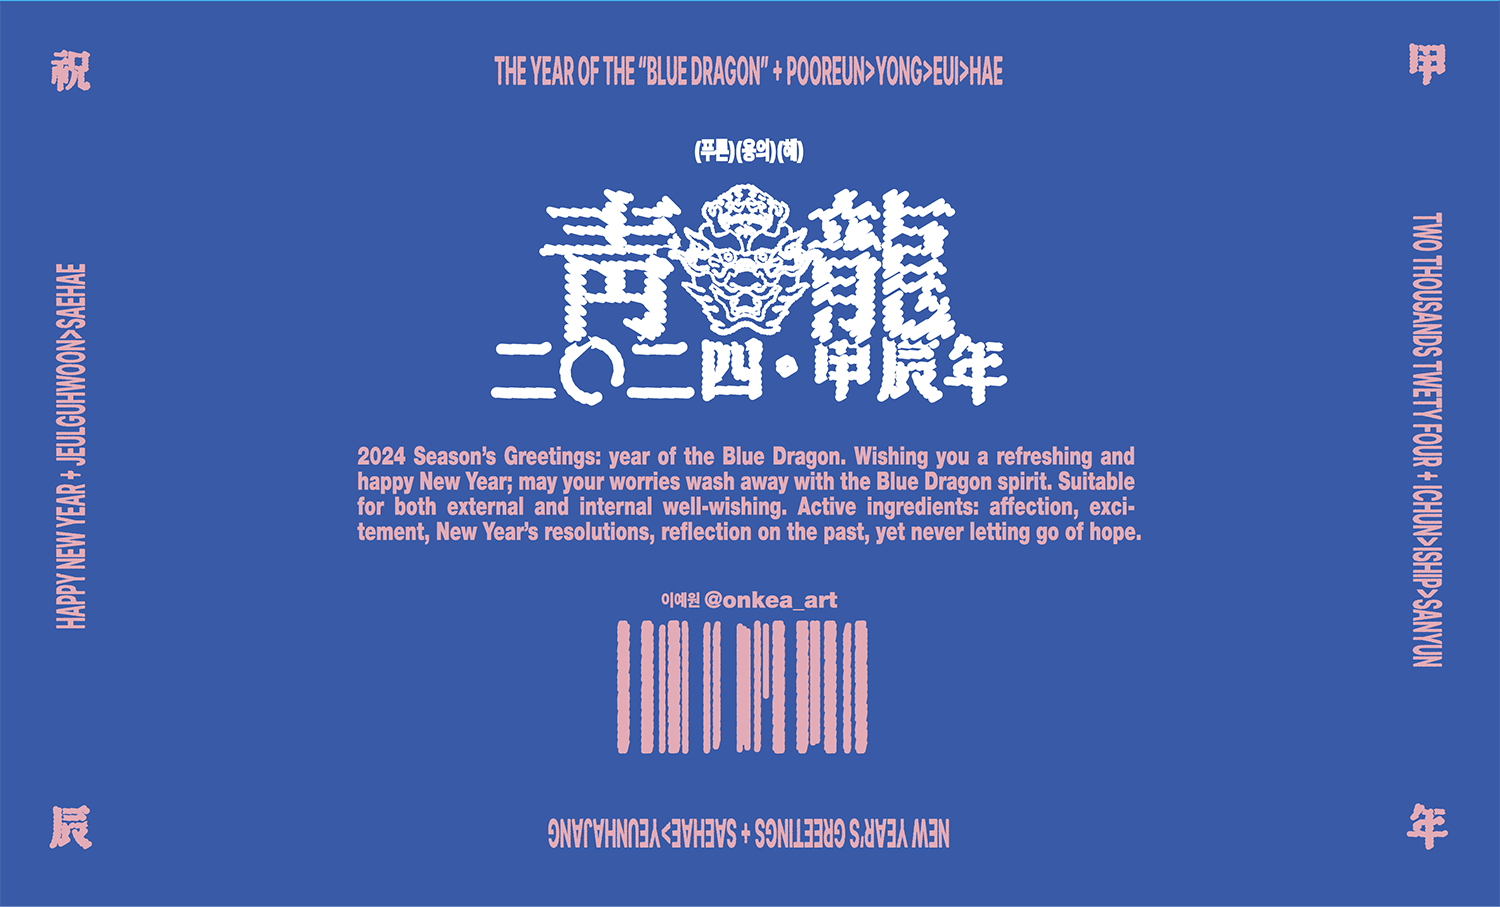 祝
THE YEAR OF THE “BLUE DRAGON” + POOREUN>YONG>EUI>HAE
甲
(푸른)(용의)(해)
靑龍
二〇二四·甲辰年
HAPPY NEW YEAR + JEULGUHWOON>SAEHAE
TWO THOUSANDS TWETY FOUR + ICHUN>ISHIP>SANYUN
2024 Season’s Greetings: year of the Blue Dragon. Wishing you a refreshing and
happy New Year; may your worries wash away with the Blue Dragon spirit. Suitable
for both external and internal well-wishing. Active ingredients: affection, exci-
tement, New Year’s resolutions, reflection on the past, yet never letting go of hope.
이예원 @onkea_art
辰
NEW YEAR’S GREETINGS + SAEHAE>YEUNHAJANG
年